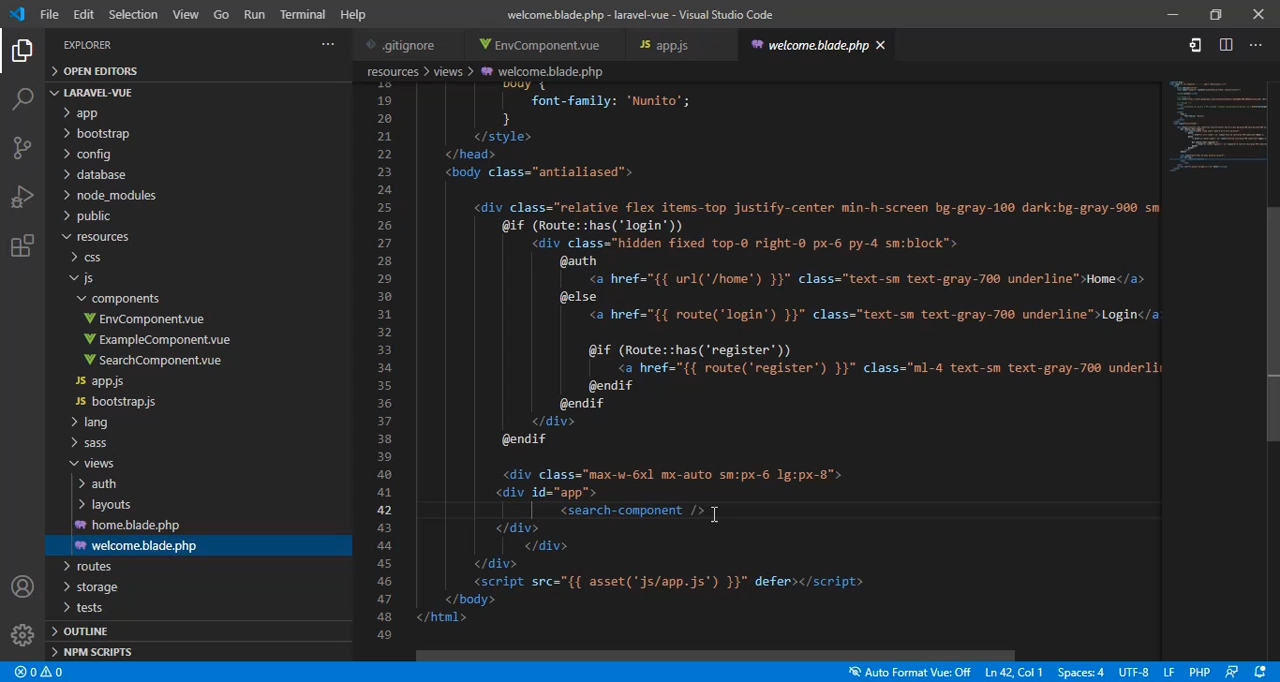 File Edit Selection View Go Run Terminal Help
welcome.blade.php - laravel-vue - Visual Studio Code
EXPLORER
OPEN EDITORS
LARAVEL-VUE
app
bootstrap
config
database
node_modules
public
resources
css
js
components
EnvComponent.vue
ExampleComponent.vue
SearchComponent.vue
JS app.js
JS bootstrap.js
lang
sass
views
auth
layouts
home.blade.php
welcome.blade.php
routes
storage
tests
OUTLINE
NPM SCRIPTS
.gitignore EnvComponent.vue JS app.js welcome.blade.php
resources > views > welcome.blade.php
18 body {
19 font-family: 'Nunito';
20 }
21 </style>
22 </head>
23 <body class="antialiased">
24
25 <div class="relative flex items-top justify-center min-h-screen bg-gray-100 dark:bg-gray-900 sm
26 @if (Route::has('login'))
27 <div class="hidden fixed top-0 right-0 px-6 py-4 sm:block">
28 @auth
29 <a href="{{ url('/home') }}" class="text-sm text-gray-700 underline">Home</a>
30 @else
31 <a href="{{ route('login') }}" class="text-sm text-gray-700 underline">Login</a
32
33 @if (Route::has('register'))
34 <a href="{{ route('register') }}" class="ml-4 text-sm text-gray-700 underli
35 @endif
36 @endif
37 </div>
38 @endif
39
40 <div class="max-w-6xl mx-auto sm:px-6 lg:px-8">
41 <div id="app">
42 <search-component />
43 </div>
44 </div>
45 </div>
46 <script src="{{ asset('js/app.js') }}" defer></script>
47 </body>
48 </html>
49
0 0 Auto Format Vue: Off Ln 42, Col 1 Spaces: 4 UTF-8 LF PHP